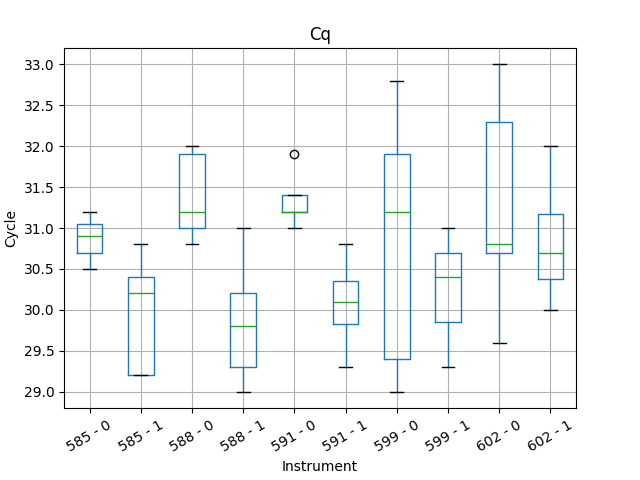 Cq
33.0
32.5
32.0
31.5
31.0
30.5
30.0
29.5
29.0
Cycle
585 - 0
585 - 1
588 - 0
588 - 1
591 - 0
591 - 1
599 - 0
599 - 1
602 - 0
602 - 1
Instrument